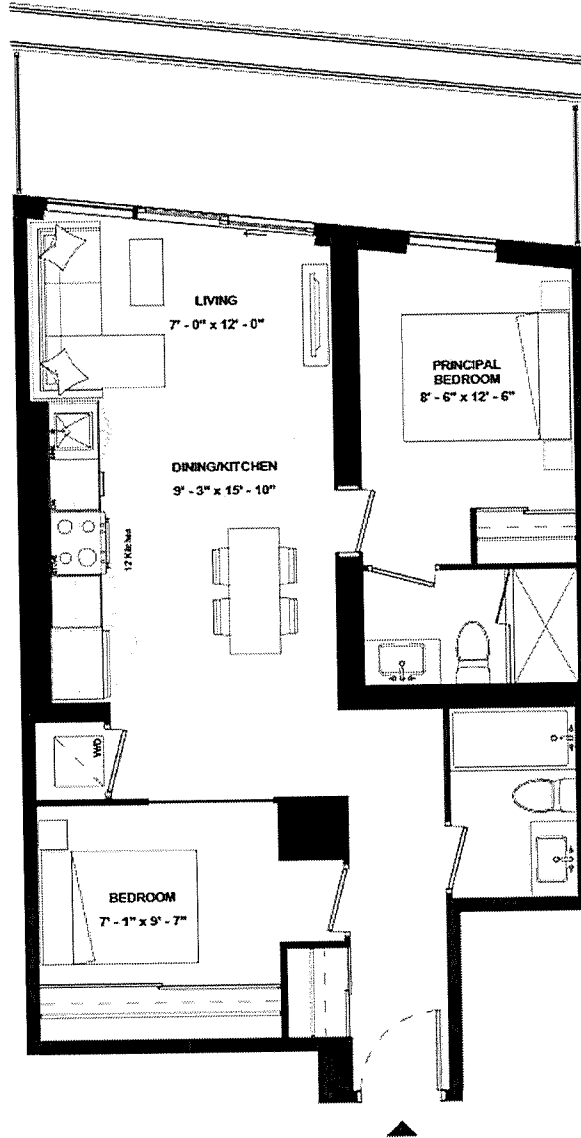 LIVING
7' - 0" x 12' - 0"
PRINCIPAL
BEDROOM
8' - 6" x 12' - 6"
DINING/KITCHEN
9' - 3" x 15' - 10"
12 Kitchen
W/D
BEDROOM
7' - 1" x 9' - 7"